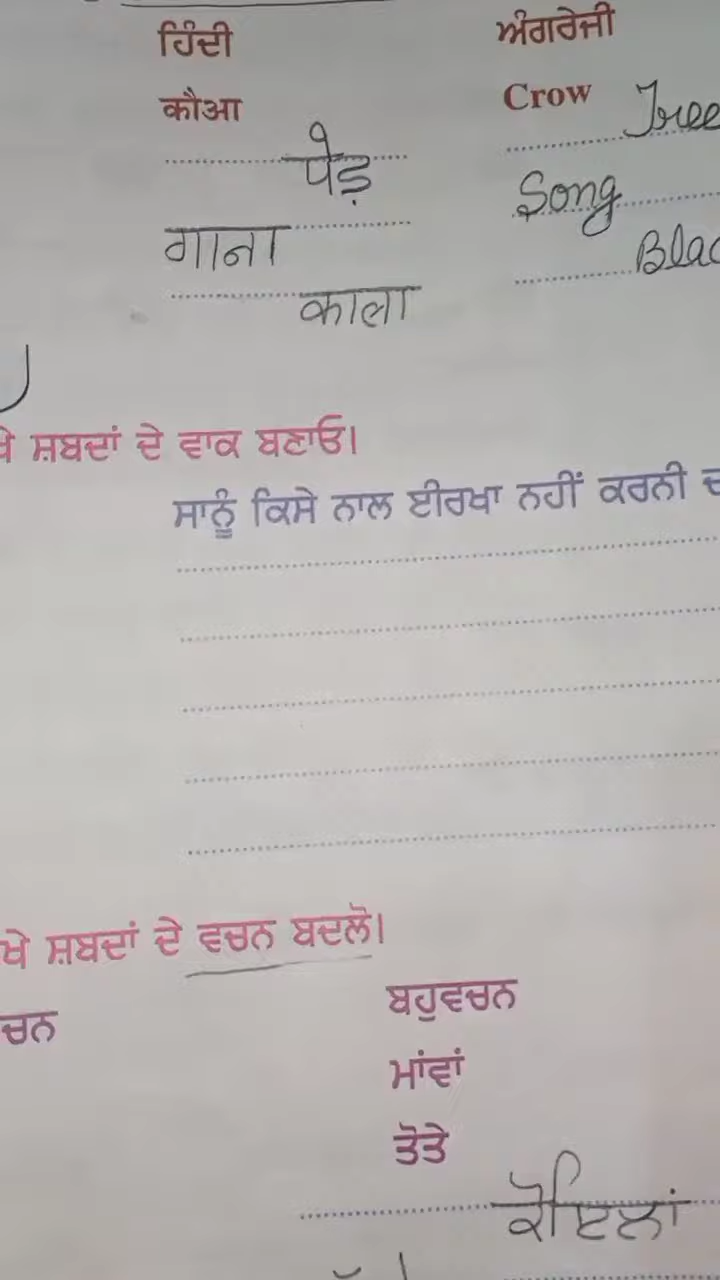 ਹਿੰਦੀ ਅੰਗਰੇਜੀ
ਕੌਆ Crow
पेड़ Tree
गाना Song
काला
ਸ਼ਬਦਾਂ ਦੇ ਵਾਕ ਬਣਾਓ।
ਸਾਨੂੰ ਕਿਸੇ ਨਾਲ ਈਰਖਾ ਨਹੀਂ ਕਰਨੀ
ਸ਼ਬਦਾਂ ਦੇ ਵਚਨ ਬਦਲੋ।
ਬਹੁਵਚਨ
ਮਾਂਵਾਂ
ਤੋਤੇ
ਕੋਇਲਾਂ